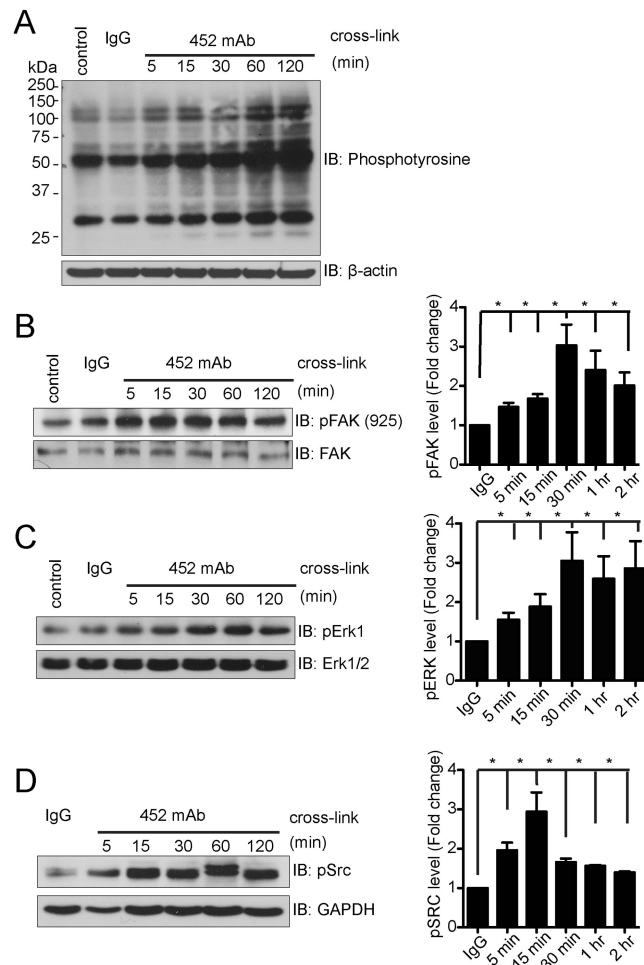 A
control
IgG
452 mAb
cross-link
5 15 30 60 120 (min)
kDa
250-
150-
100-
75 -
50 -
37 -
25 -
IB: Phosphotyrosine
IB: β-actin
B
control
IgG
452 mAb
cross-link
5 15 30 60 120 (min)
IB: pFAK (925)
IB: FAK
pFAK level (Fold change)
4
3
2
1
0
* * * * *
IgG
5 min
15 min
30 min
1 hr
2 hr
C
control
IgG
452 mAb
cross-link
5 15 30 60 120 (min)
IB: pErk1
IB: Erk1/2
pERK level (Fold change)
4
3
2
1
0
* * * * *
IgG
5 min
15 min
30 min
1 hr
2 hr
D
IgG
452 mAb
cross-link
5 15 30 60 120 (min)
IB: pSrc
IB: GAPDH
pSRC level (Fold change)
4
3
2
1
0
* * * * *
IgG
5 min
15 min
30 min
1 hr
2 hr